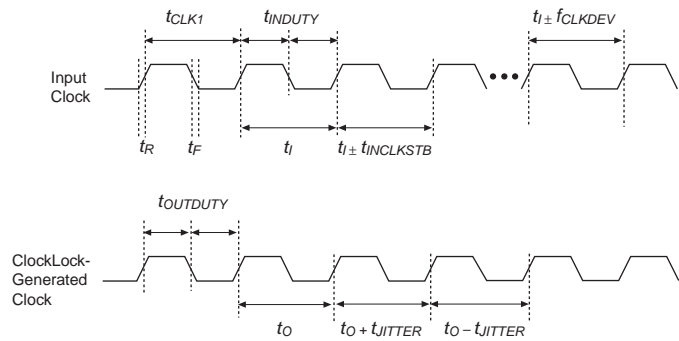 tCLK1 tINDUTY tI ± fCLKDEV
Input
Clock
tR tF tI tI ± tINCLKSTB
tOUTDUTY
ClockLock-
Generated
Clock
tO tO + tJITTER tO – tJITTER